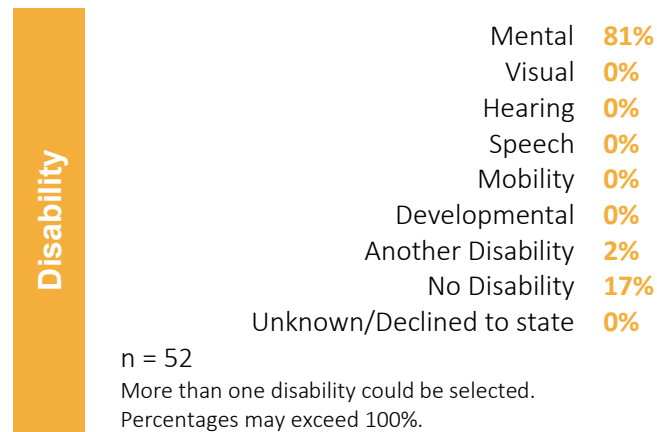 Disability
Mental 81%
Visual 0%
Hearing 0%
Speech 0%
Mobility 0%
Developmental 0%
Another Disability 2%
No Disability 17%
Unknown/Declined to state 0%
n = 52
More than one disability could be selected.
Percentages may exceed 100%.